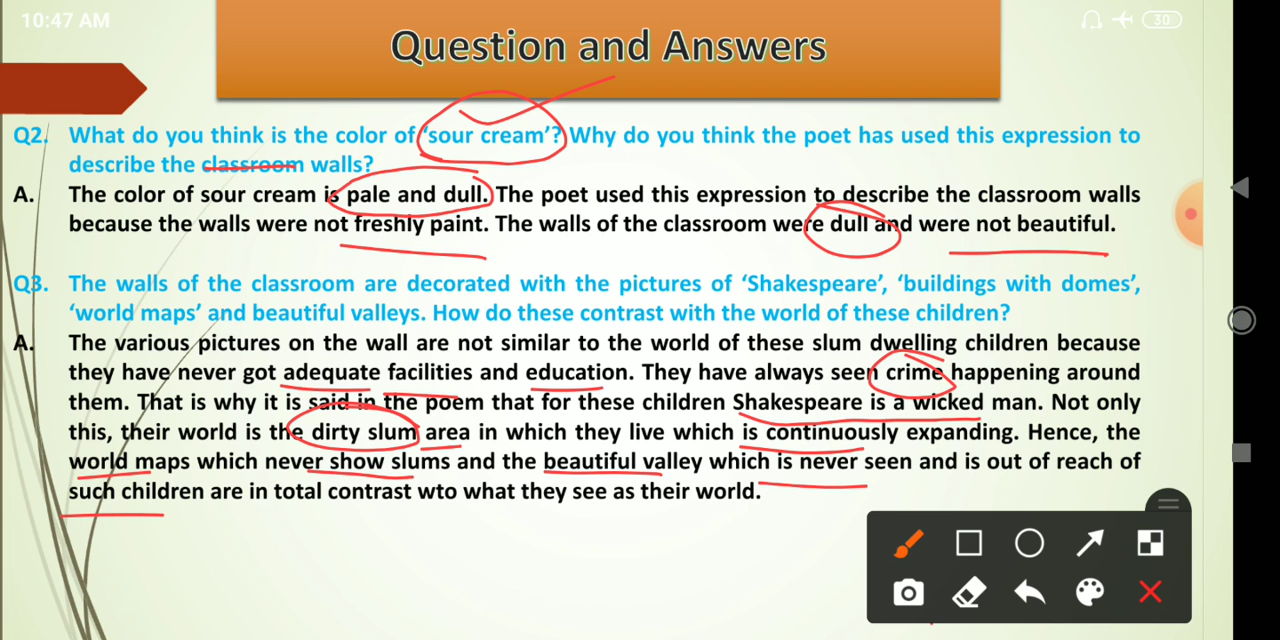 10:47 AM
30
Question and Answers
Q2. What do you think is the color of ‘sour cream’? Why do you think the poet has used this expression to
describe the classroom walls?
A. The color of sour cream is pale and dull. The poet used this expression to describe the classroom walls
because the walls were not freshly paint. The walls of the classroom were dull and were not beautiful.
Q3. The walls of the classroom are decorated with the pictures of ‘Shakespeare’, ‘buildings with domes’,
‘world maps’ and beautiful valleys. How do these contrast with the world of these children?
A. The various pictures on the wall are not similar to the world of these slum dwelling children because
they have never got adequate facilities and education. They have always seen crime happening around
them. That is why it is said in the poem that for these children Shakespeare is a wicked man. Not only
this, their world is the dirty slum area in which they live which is continuously expanding. Hence, the
world maps which never show slums and the beautiful valley which is never seen and is out of reach of
such children are in total contrast wto what they see as their world.